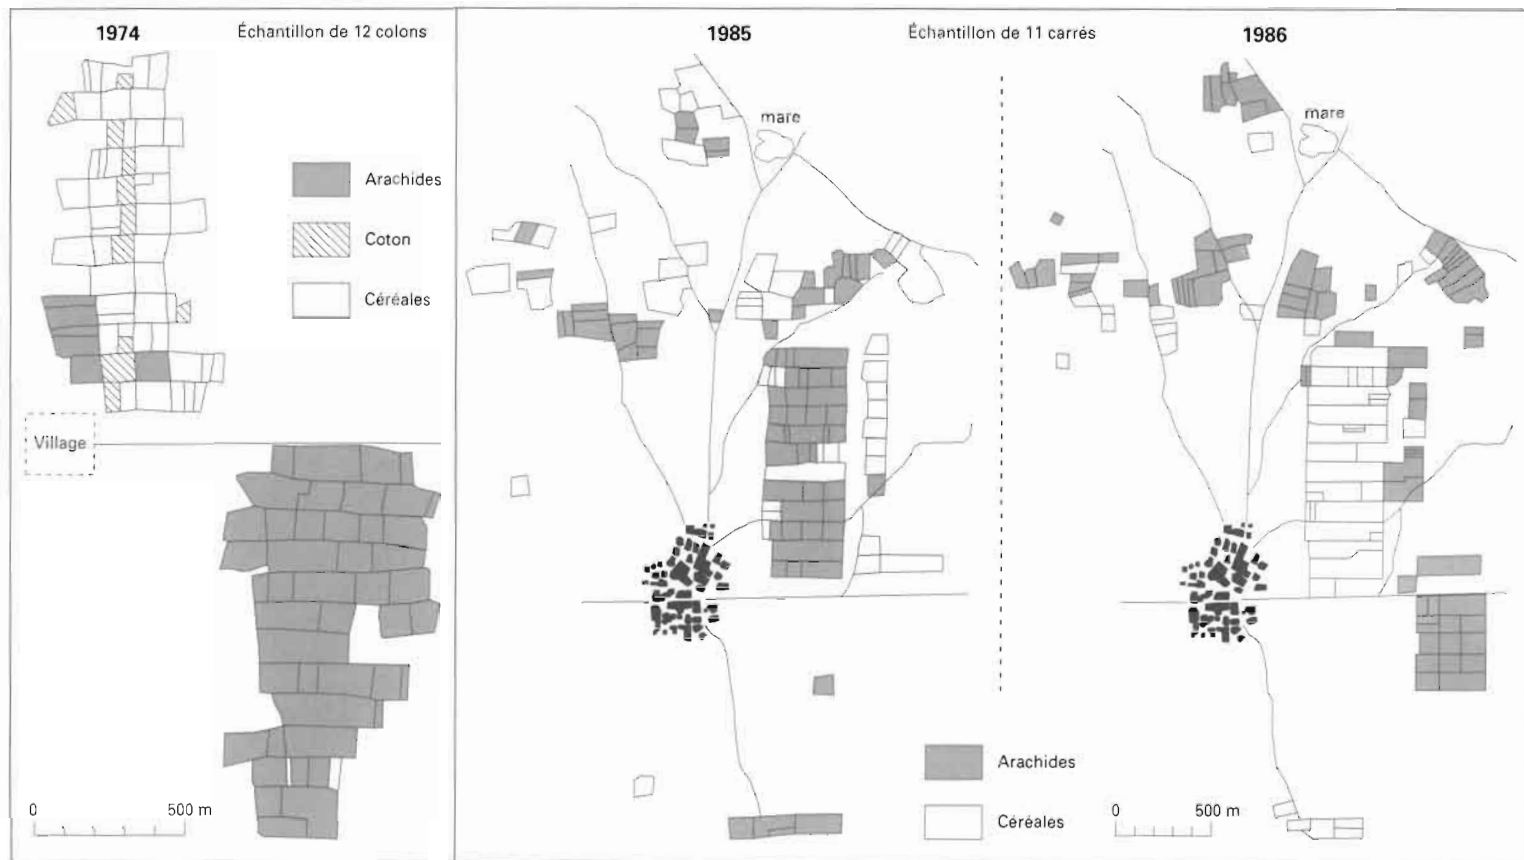 1974
Échantillon de 12 colons
Arachides
Coton
Céréales
Village
0 500 m
1985
Échantillon de 11 carrés
1986
mare
mare
Arachides
Céréales
0 500 m